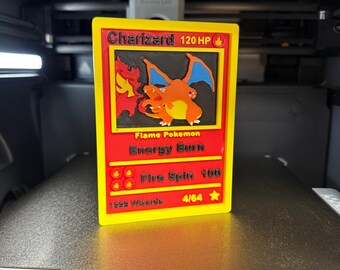 Charizard 120 HP
Flame Pokemon
Energy Burn
Fire Spin 100
1999 Wizards 4/64